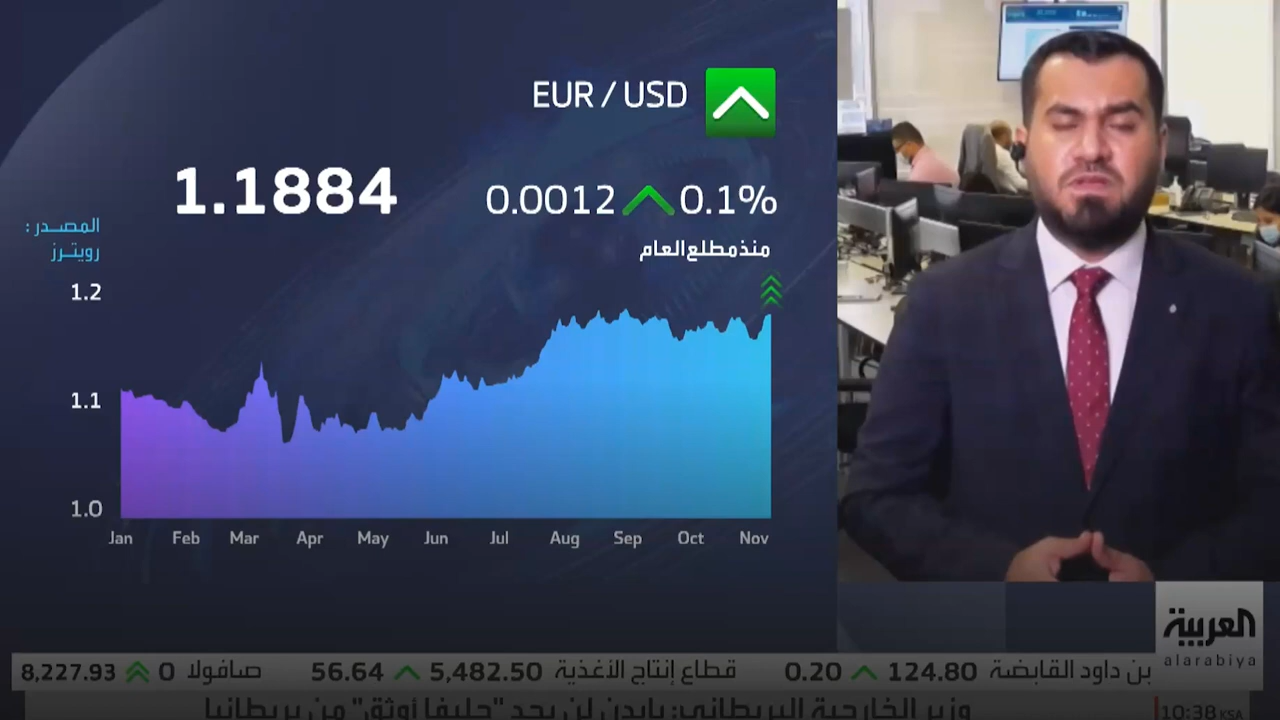 EUR / USD
1.1884
0.0012 0.1%
منذ مطلع العام
المصدر :
رويترز
1.2
1.1
1.0
Jan Feb Mar Apr May Jun Jul Aug Sep Oct Nov
العربية
alarabiya
بن داود القابضة 124.80 0.20 قطاع إنتاج الأغذية 5,482.50 56.64 صافولا 0 8,227.93
وزير الخارجية البريطاني: بايدن لن يجد "حليفا أوثق" من بريطانيا
10:38 KSA